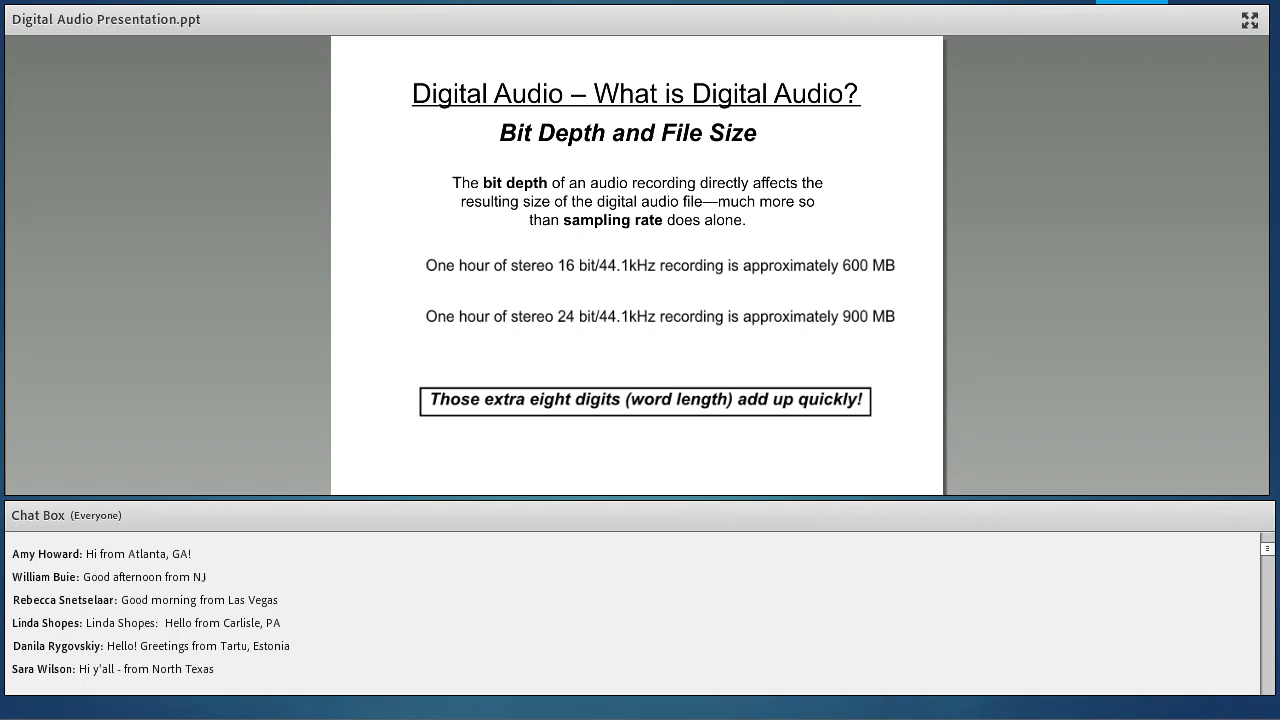 Digital Audio Presentation.ppt
Digital Audio – What is Digital Audio?
Bit Depth and File Size
The bit depth of an audio recording directly affects the
resulting size of the digital audio file—much more so
than sampling rate does alone.
One hour of stereo 16 bit/44.1kHz recording is approximately 600 MB
One hour of stereo 24 bit/44.1kHz recording is approximately 900 MB
Those extra eight digits (word length) add up quickly!
Chat Box (Everyone)
Amy Howard: Hi from Atlanta, GA!
William Buie: Good afternoon from NJ
Rebecca Snetselaar: Good morning from Las Vegas
Linda Shopes: Linda Shopes: Hello from Carlisle, PA
Danila Rygovskiy: Hello! Greetings from Tartu, Estonia
Sara Wilson: Hi y'all - from North Texas